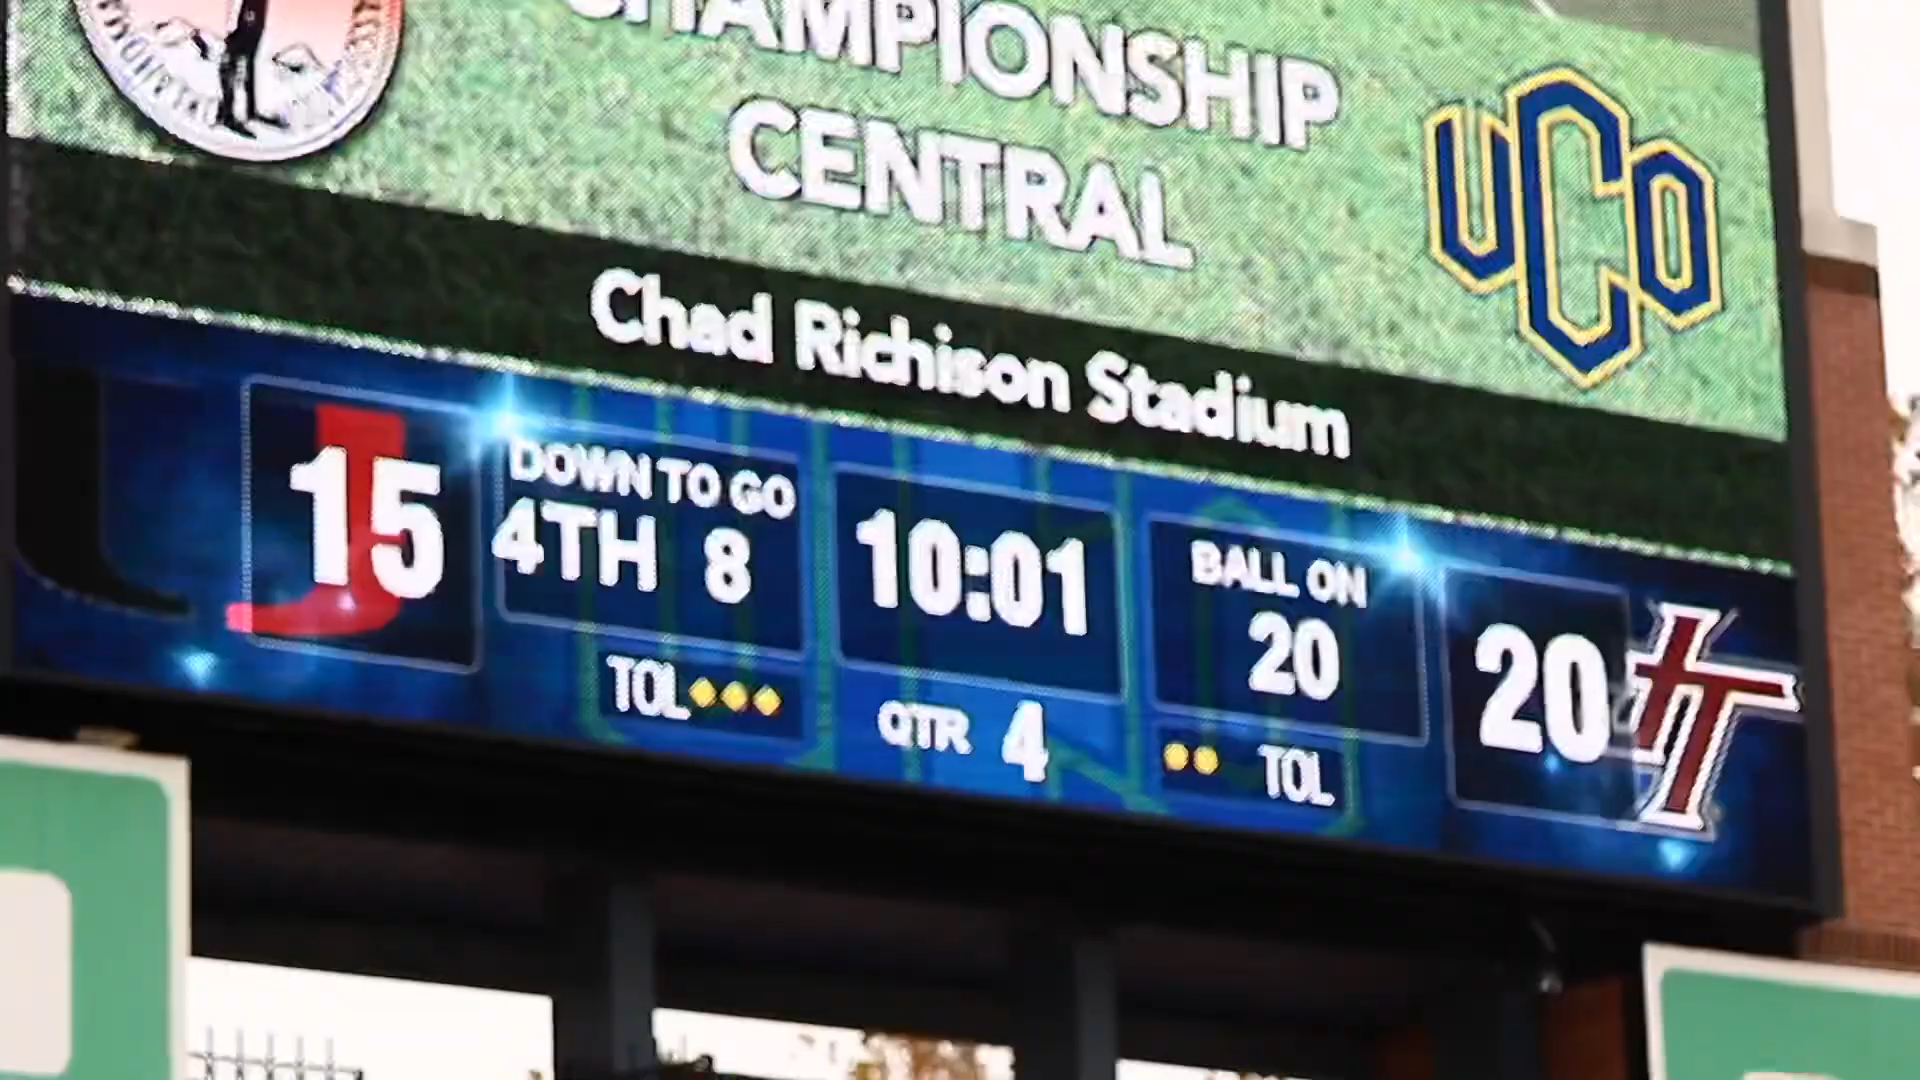 CHAMPIONSHIP
CENTRAL
UCO
Chad Richison Stadium
15
DOWN TO GO
4TH 8
TOL
10:01
QTR 4
BALL ON
20
TOL
20